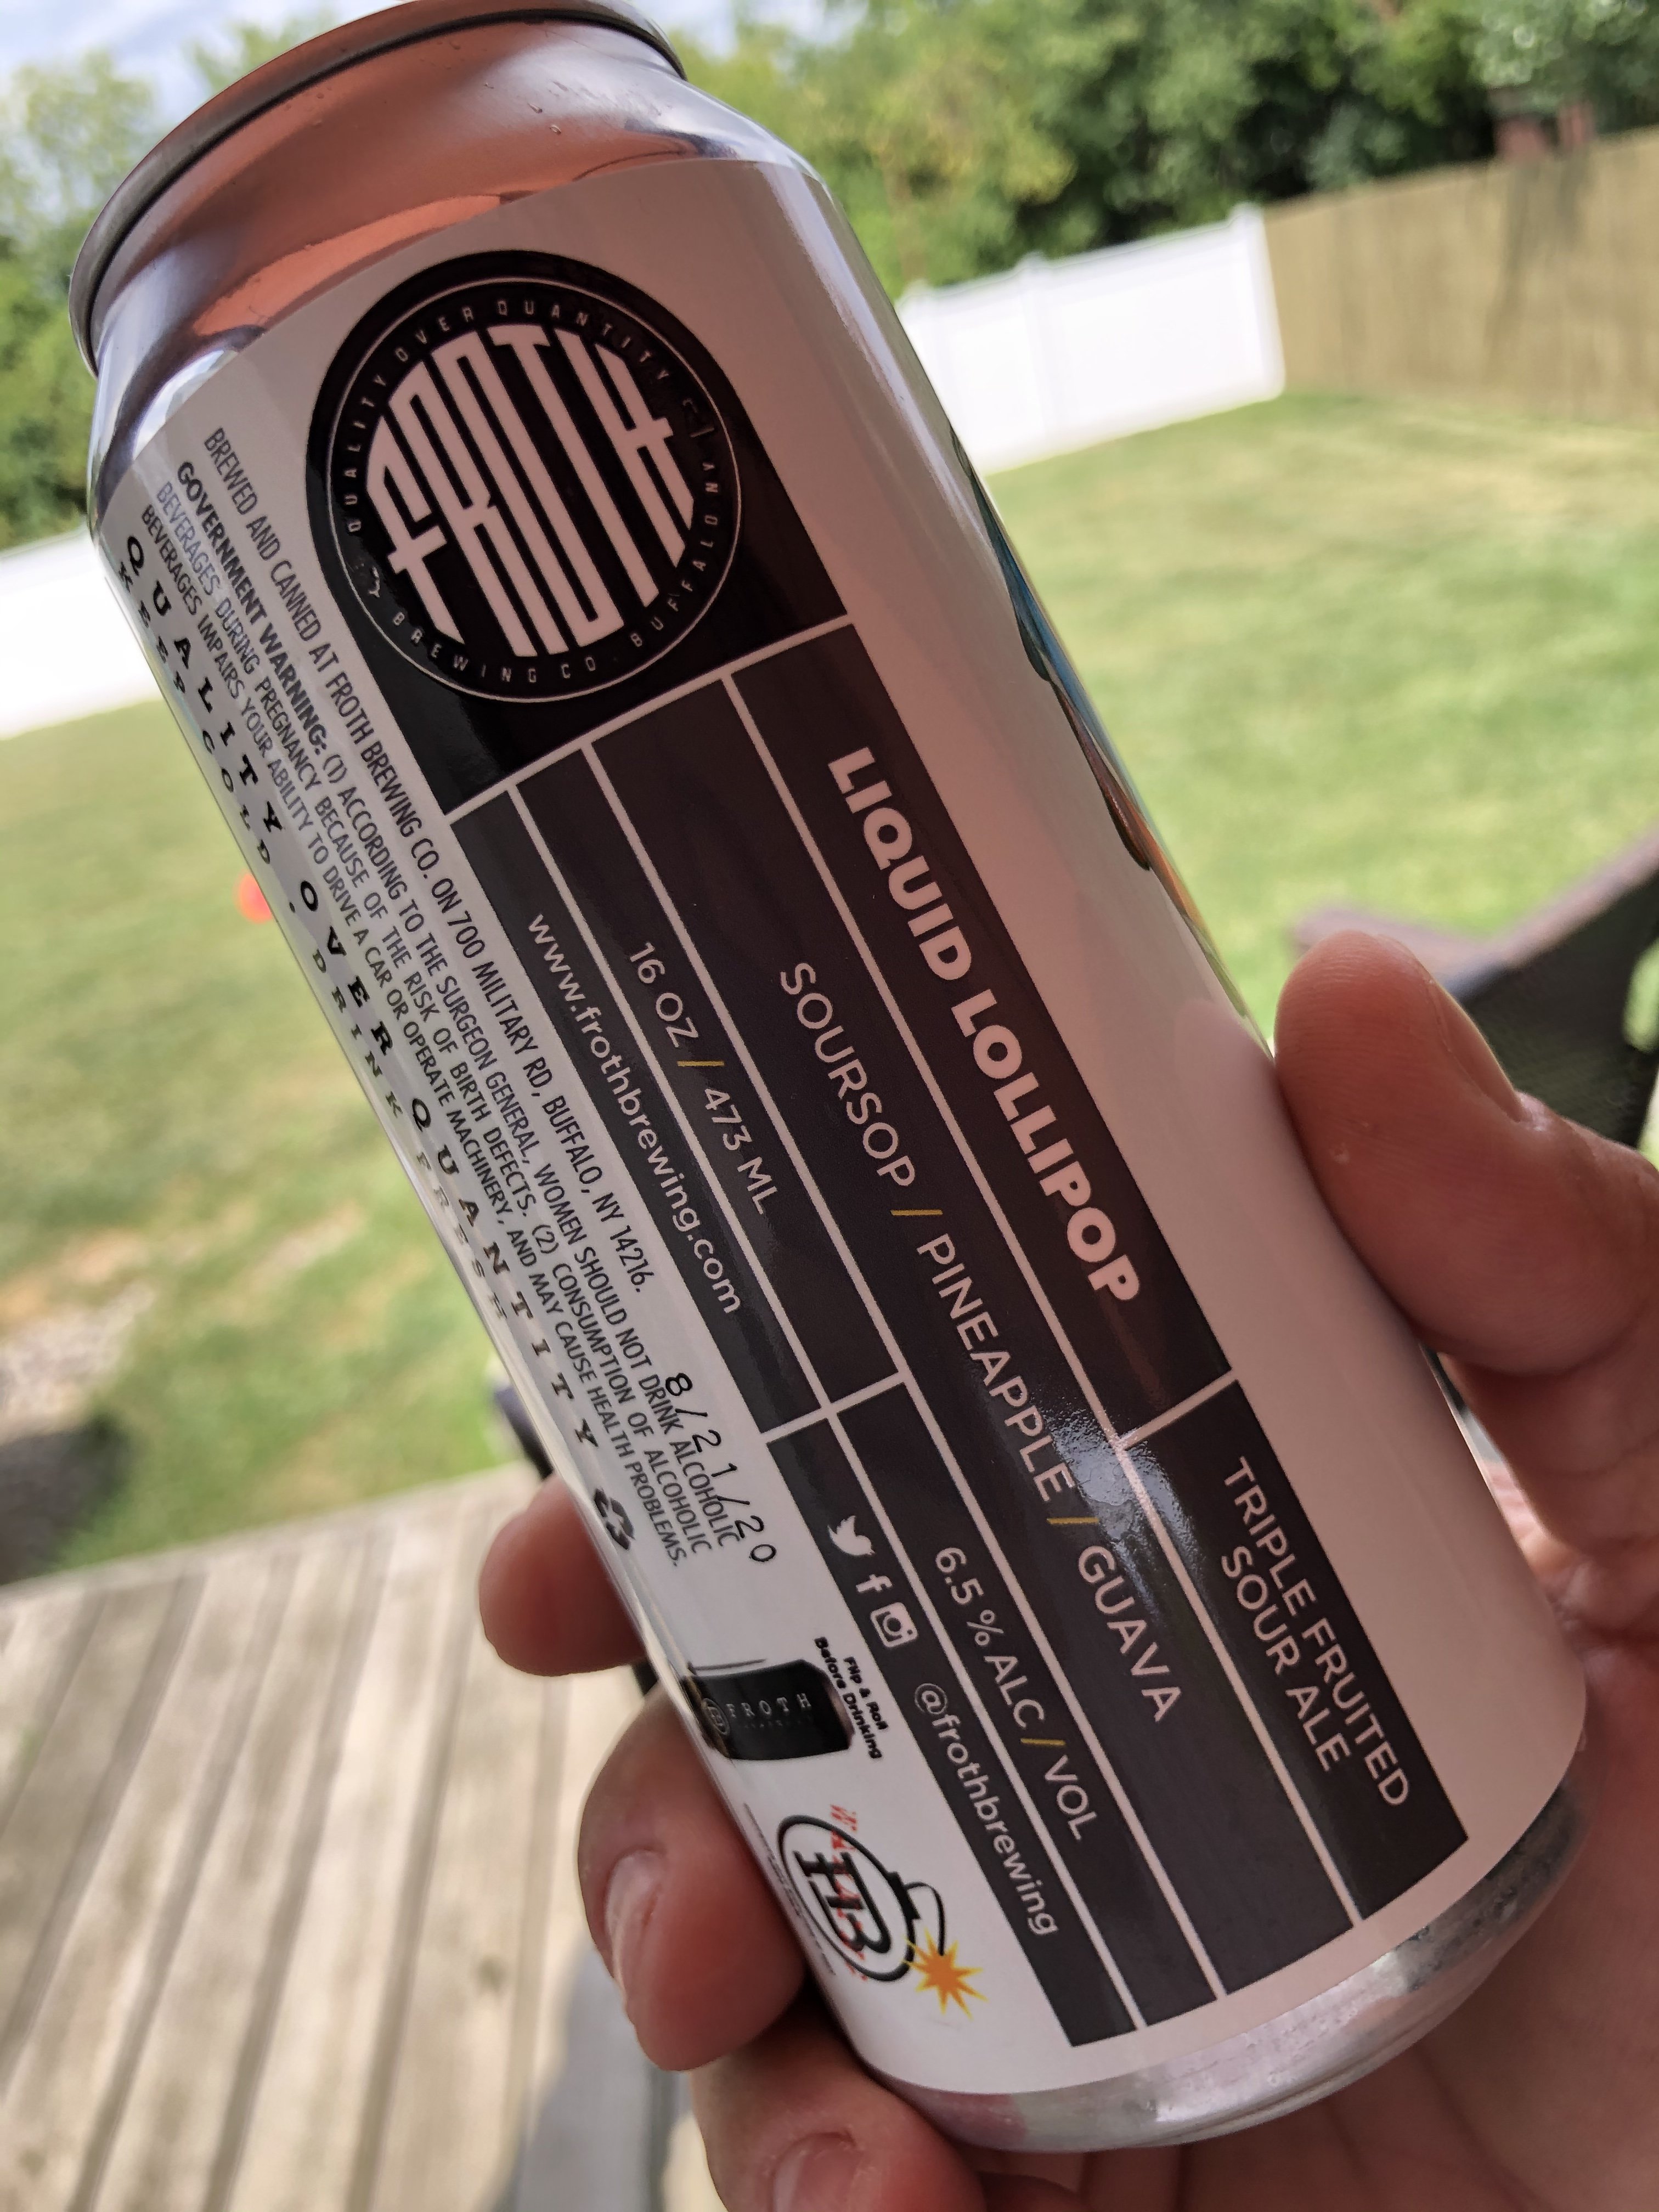 QUALITY OVER QUANTITY
FROTH
BREWING CO. BUFFALO NY
LIQUID LOLLIPOP
TRIPLE FRUITED
SOUR ALE
SOURSOP / PINEAPPLE / GUAVA
16 OZ / 473 ML
6.5 % ALC / VOL
www.frothbrewing.com
@frothbrewing
BREWED AND CANNED AT FROTH BREWING CO. ON 700 MILITARY RD, BUFFALO, NY 14216.
8/21/20
GOVERNMENT WARNING: (1) ACCORDING TO THE SURGEON GENERAL, WOMEN SHOULD NOT DRINK ALCOHOLIC
BEVERAGES DURING PREGNANCY BECAUSE OF THE RISK OF BIRTH DEFECTS. (2) CONSUMPTION OF ALCOHOLIC
BEVERAGES IMPAIRS YOUR ABILITY TO DRIVE A CAR OR OPERATE MACHINERY, AND MAY CAUSE HEALTH PROBLEMS.
QUALITY OVER QUANTITY
KEEP COLD. DRINK FRESH
Flip & Roll
Before Drinking
FROTH